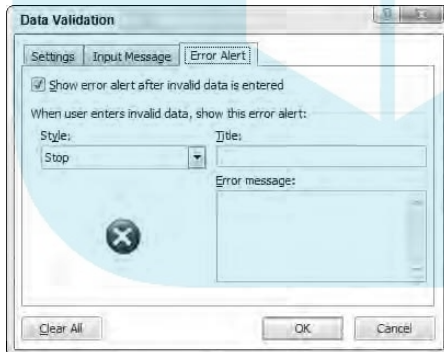 Data Validation
Settings Input Message Error Alert
Show error alert after invalid data is entered
When user enters invalid data, show this error alert:
Style: Title:
Stop
Error message:
Clear All OK Cancel